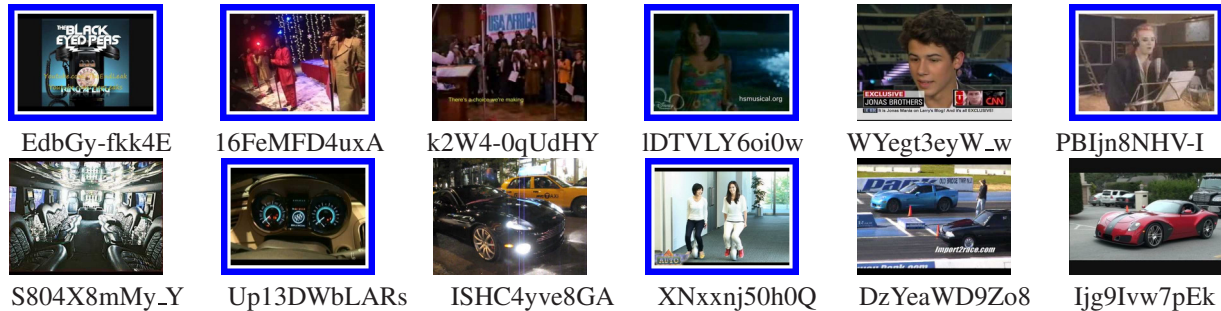 THE BLACK
EYED PEAS
USA AFRICA
There's a choice we're making
hsmusical.org
EXCLUSIVE
JONAS BROTHERS
CNN
EdbGy-fkk4E 16FeMFD4uxA k2W4-0qUdHY lDTVLY6oi0w WYegt3eyW_w PBIjn8NHV-I
import2race.com
S804X8mMy_Y Up13DWbLARs ISHC4yve8GA XNxxnj50h0Q DzYeaWD9Zo8 Ijg9Ivw7pEk